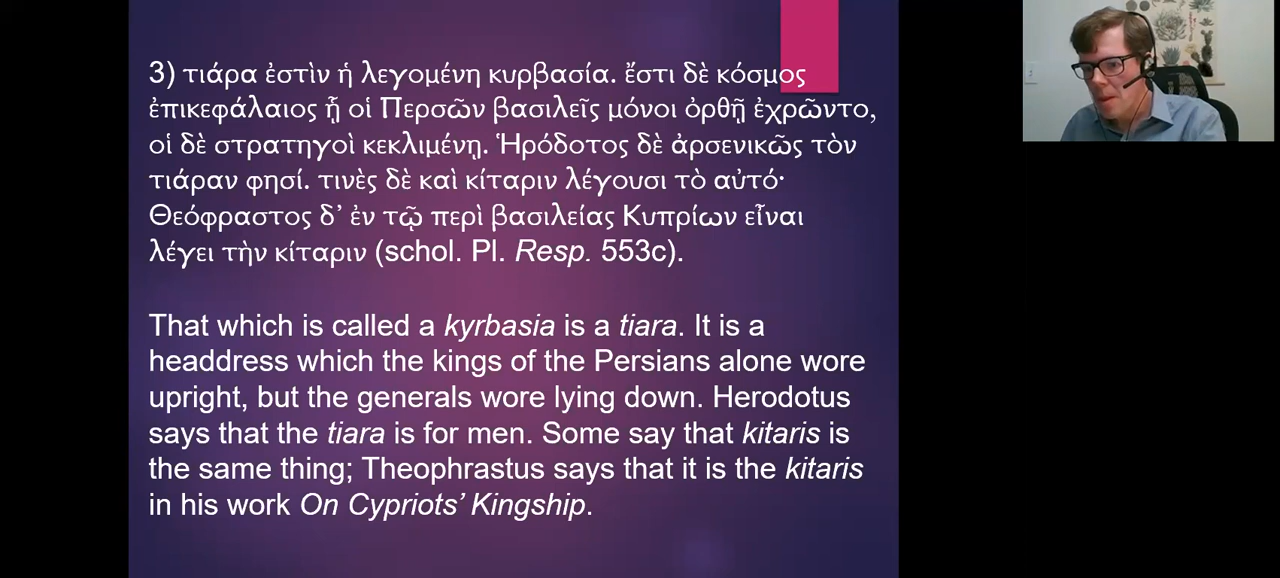 3) τιάρα ἐστὶν ἡ λεγομένη κυρβασία. ἔστι δὲ κόσμος
ἐπικεφάλαιος ᾗ οἱ Περσῶν βασιλεῖς μόνοι ὀρθῇ ἐχρῶντο,
οἱ δὲ στρατηγοὶ κεκλιμένῃ. Ἡρόδοτος δὲ ἀρσενικῶς τὸν
τιάραν φησί. τινὲς δὲ καὶ κίταριν λέγουσι τὸ αὐτό·
Θεόφραστος δ’ ἐν τῷ περὶ βασιλείας Κυπρίων εἶναι
λέγει τὴν κίταριν (schol. Pl. Resp. 553c).
That which is called a kyrbasia is a tiara. It is a
headdress which the kings of the Persians alone wore
upright, but the generals wore lying down. Herodotus
says that the tiara is for men. Some say that kitaris is
the same thing; Theophrastus says that it is the kitaris
in his work On Cypriots’ Kingship.